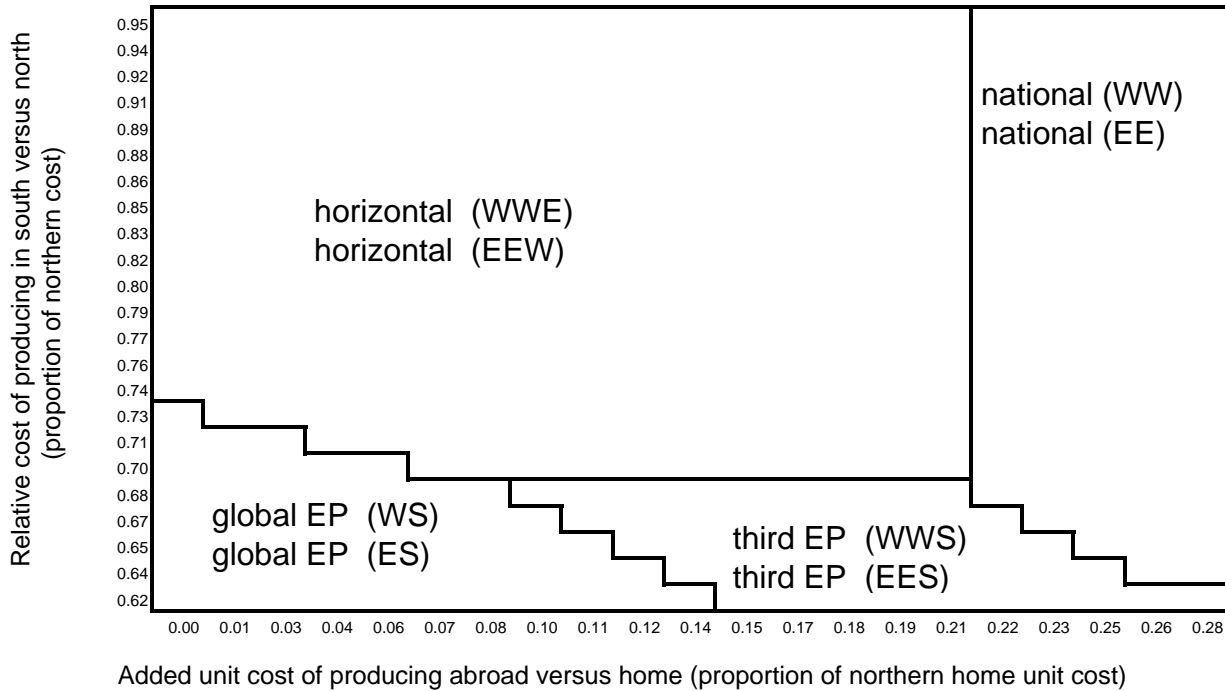 Relative cost of producing in south versus north
(proportion of northern cost)
0.95
0.94
0.92
0.91
0.89
0.88
0.86
0.85
0.83
0.82
0.80
0.79
0.77
0.76
0.74
0.73
0.71
0.70
0.68
0.67
0.65
0.64
0.62
national (WW)
national (EE)
horizontal (WWE)
horizontal (EEW)
global EP (WS)
global EP (ES)
third EP (WWS)
third EP (EES)
0.00 0.01 0.03 0.04 0.06 0.07 0.08 0.10 0.11 0.12 0.14 0.15 0.17 0.18 0.19 0.21 0.22 0.23 0.25 0.26 0.28
Added unit cost of producing abroad versus home (proportion of northern home unit cost)